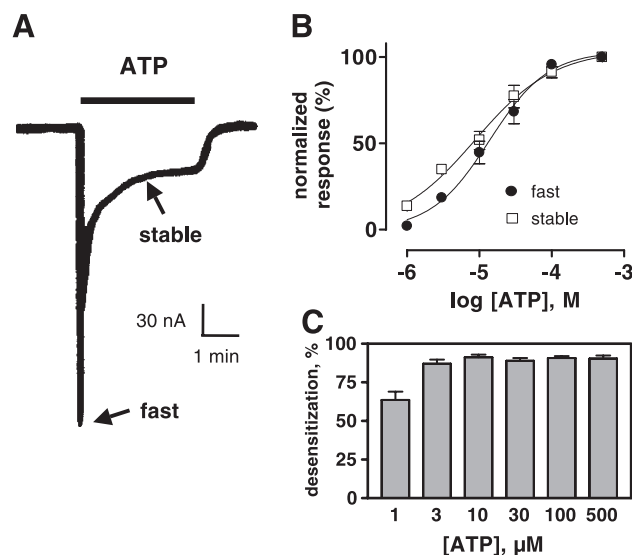 A
ATP
stable
30 nA
1 min
fast
B
normalized
response (%)
100
50
0
fast
stable
-6
-5
-4
-3
log [ATP], M
C
desensitization, %
100
75
50
25
0
1
3
10
30
100
500
[ATP], µM